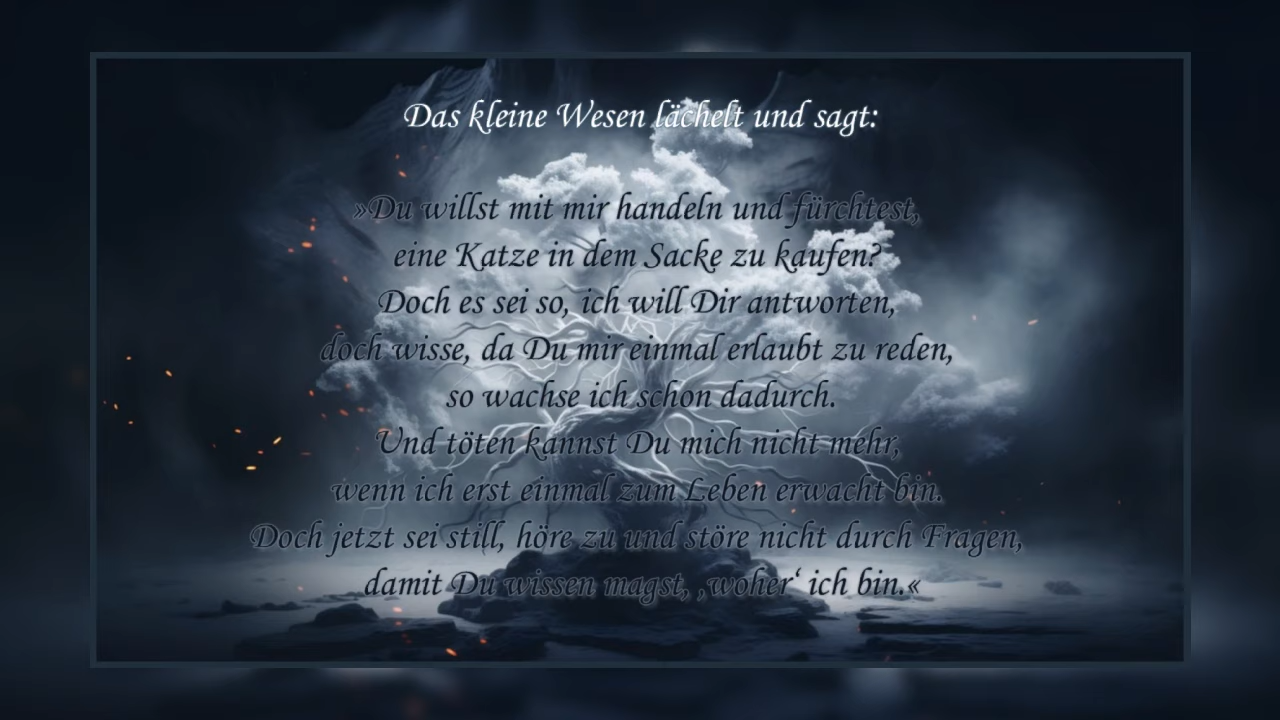 Das kleine Wesen lächelt und sagt:
»Du willst mit mir handeln und fürchtest,
eine Katze in dem Sacke zu kaufen?
Doch es sei so, ich will Dir antworten,
doch wisse, da Du mir einmal erlaubt zu reden,
so wachse ich schon dadurch.
Und töten kannst Du mich nicht mehr,
wenn ich erst einmal zum Leben erwacht bin.
Doch jetzt sei still, höre zu und störe nicht durch Fragen,
damit Du wissen magst, ‚woher‘ ich bin.«